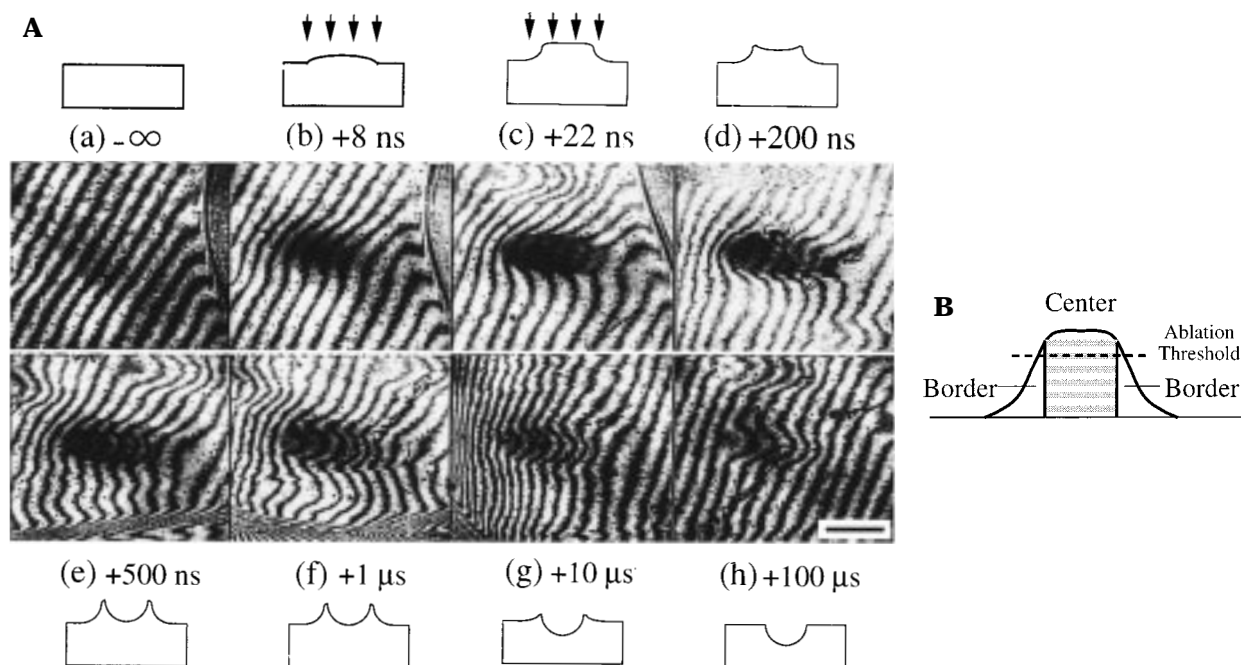 A
(a) -∞
(b) +8 ns
(c) +22 ns
(d) +200 ns
(e) +500 ns
(f) +1 μs
(g) +10 μs
(h) +100 μs
B
Center
Ablation
Threshold
Border
Border